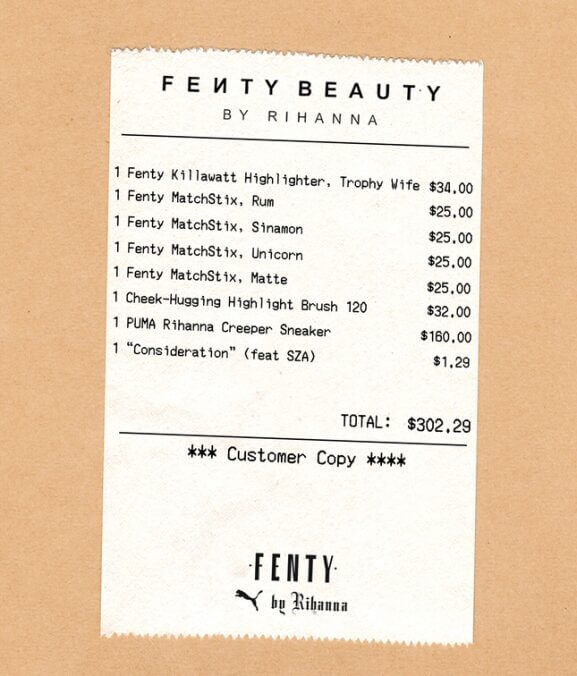 FEИTY BEAUTY
BY RIHANNA
1 Fenty Killawatt Highlighter, Trophy Wife $34.00
1 Fenty MatchStix, Rum $25.00
1 Fenty MatchStix, Sinamon $25.00
1 Fenty MatchStix, Unicorn $25.00
1 Fenty MatchStix, Matte $25.00
1 Cheek-Hugging Highlight Brush 120 $32.00
1 PUMA Rihanna Creeper Sneaker $160.00
1 “Consideration” (feat SZA) $1.29
TOTAL: $302.29
*** Customer Copy ****
·FENTY·
by Rihanna